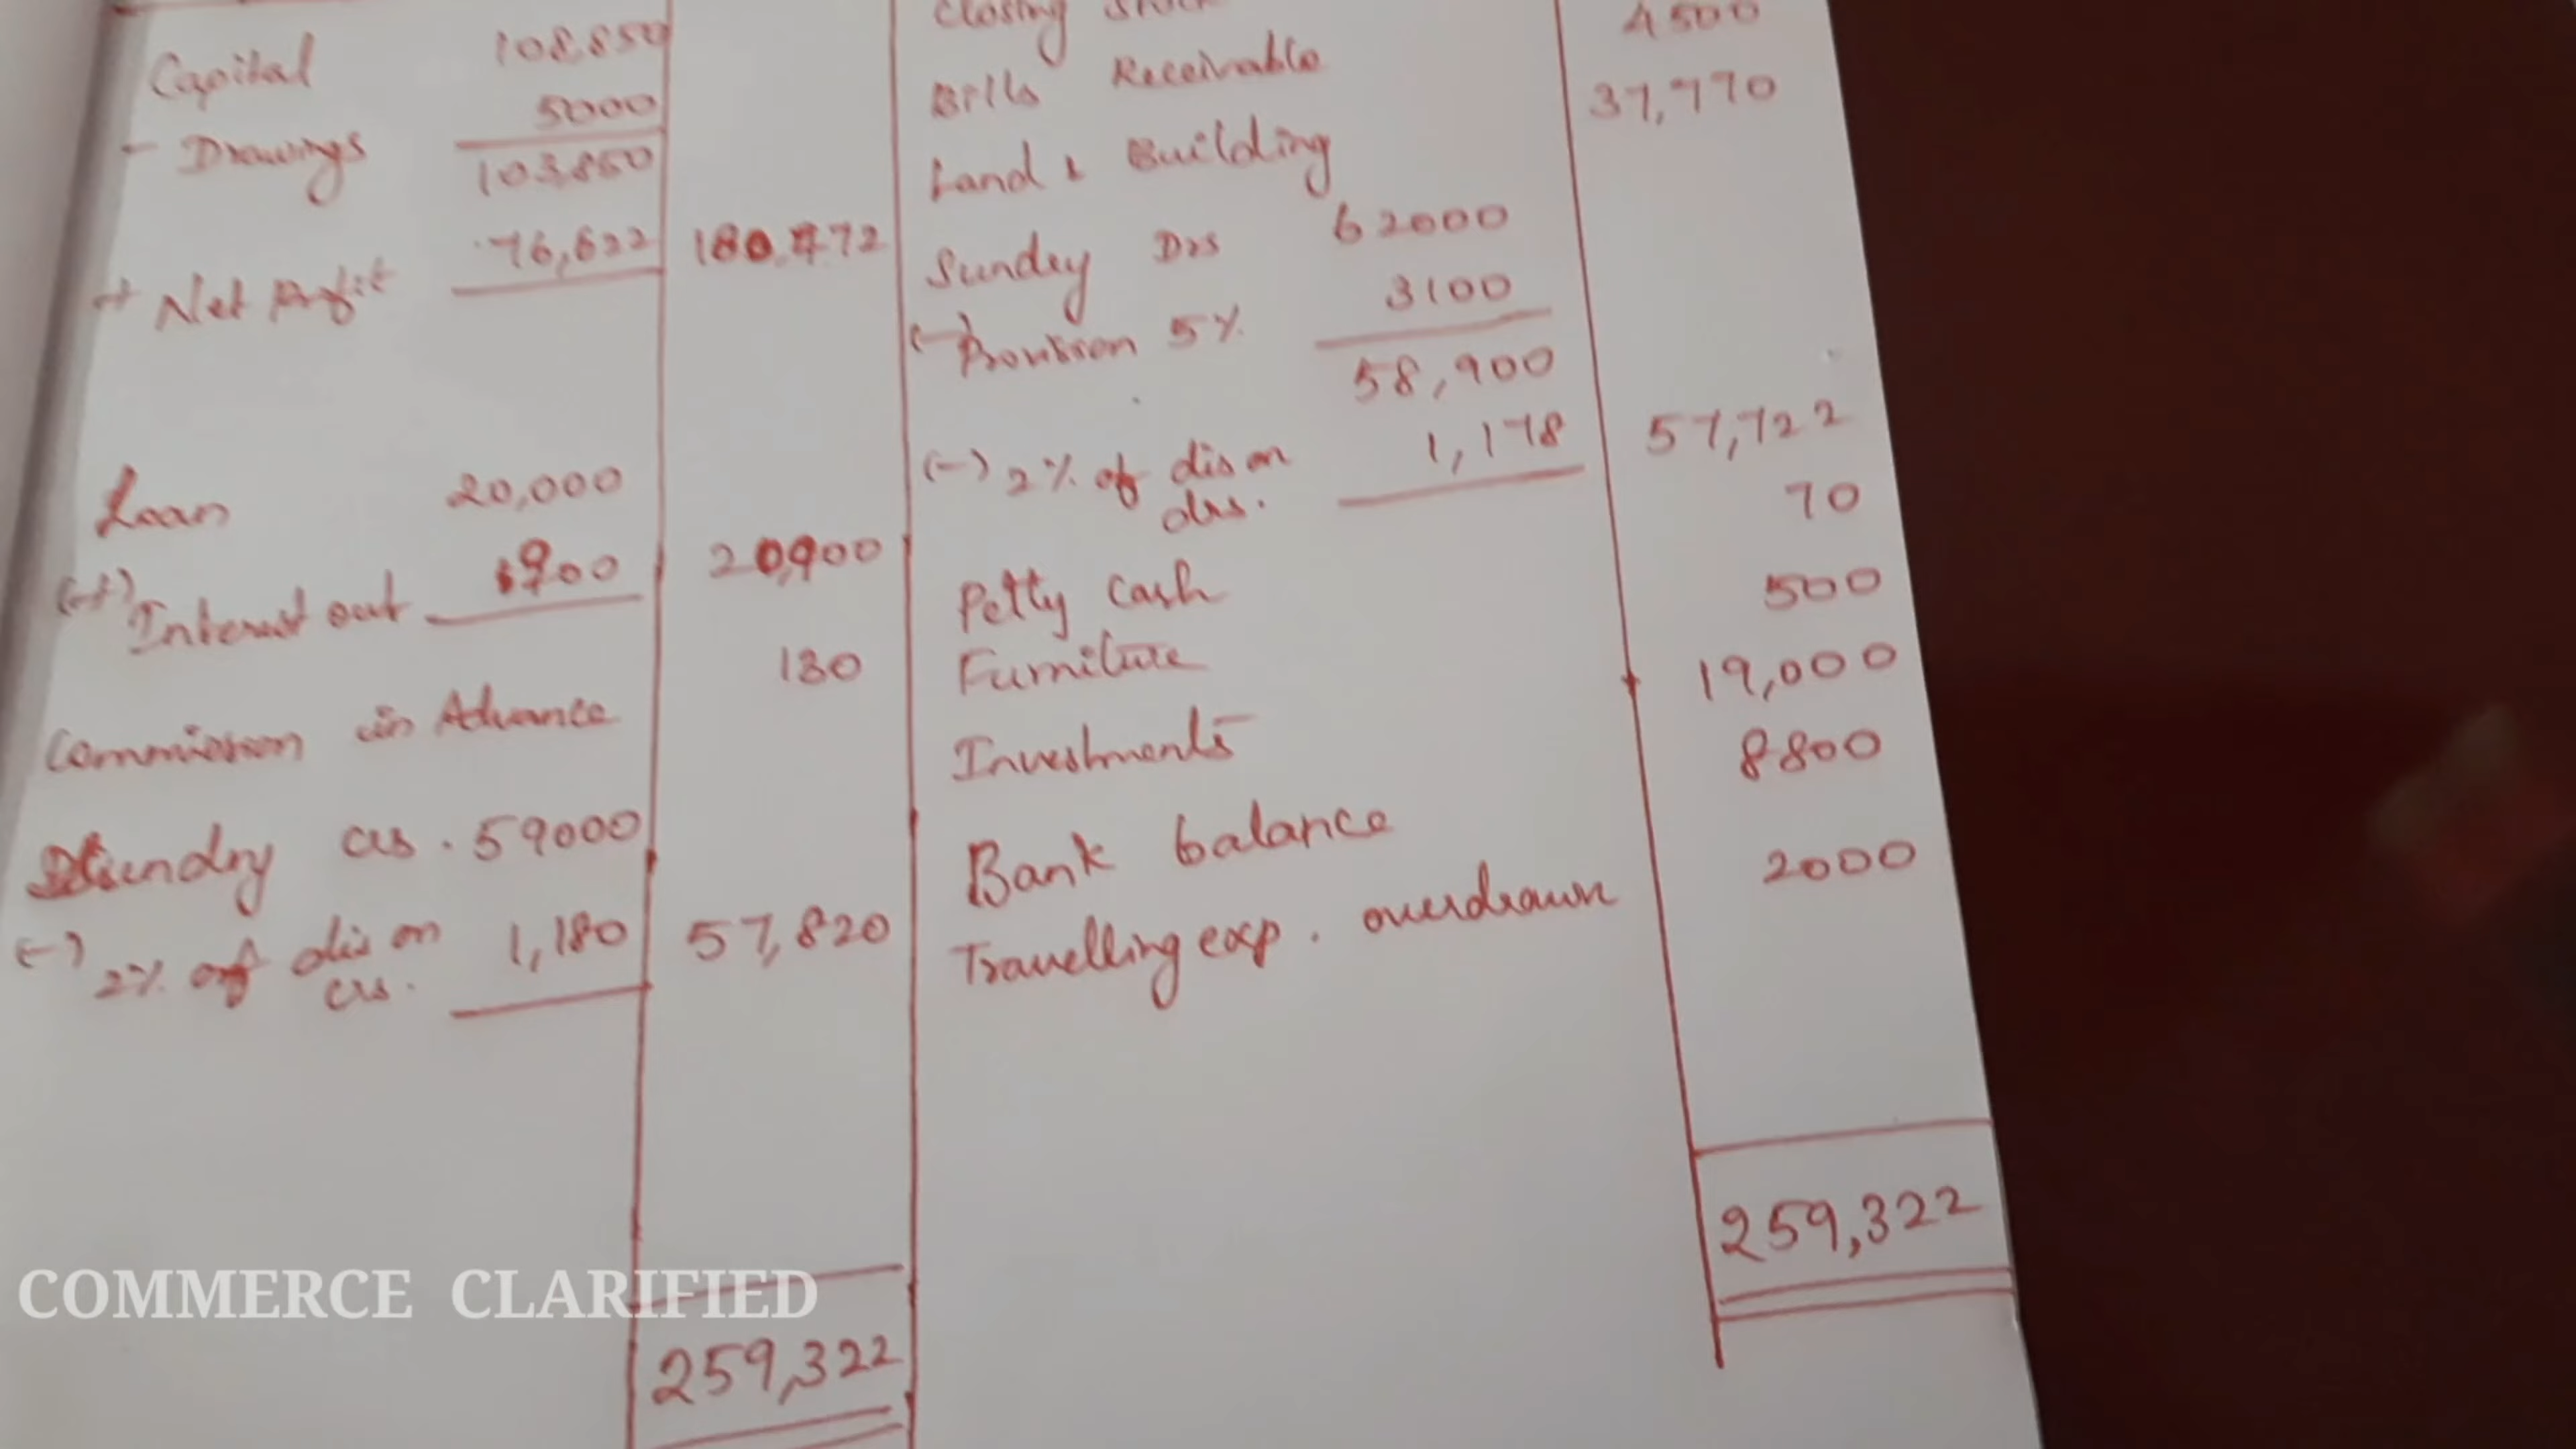 Closing Stock
4500
Capital 108,850
Bills Receivable 37,770
- Drawings 5000
103,850
Land & Building
+ Net Profit 76,622 180,472
Sundry Drs 62000
(-) Provision 5% 3100
58,900
(-) 2% of dis on drs. 1,178 57,722
Loan 20,000
(+) Interest out 900 20,900
Petty Cash 70
Commission in Advance 130
Furniture 500
Investments 19,000
Sundry crs. 59000
Bank balance 8800
(-) 2% of dis on crs. 1,180 57,820
Travelling exp. overdrawn 2000
259,322
259,322
COMMERCE CLARIFIED